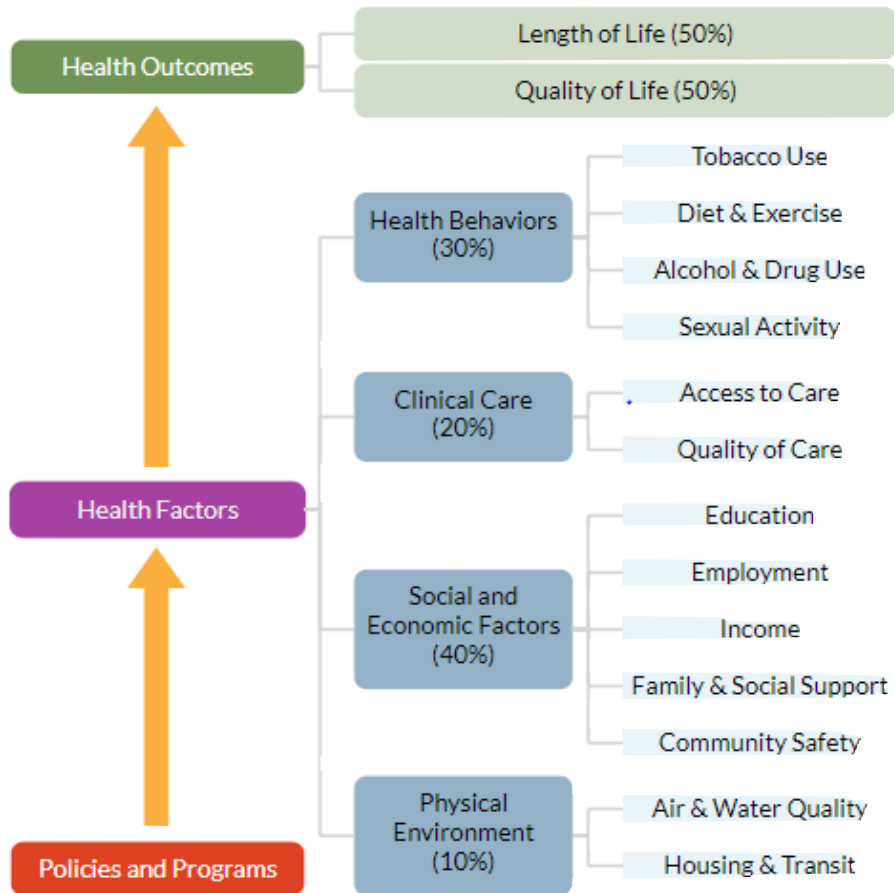 Health Outcomes
Length of Life (50%)
Quality of Life (50%)
Health Factors
Health Behaviors
(30%)
Tobacco Use
Diet & Exercise
Alcohol & Drug Use
Sexual Activity
Clinical Care
(20%)
Access to Care
Quality of Care
Social and
Economic Factors
(40%)
Education
Employment
Income
Family & Social Support
Community Safety
Physical
Environment
(10%)
Air & Water Quality
Housing & Transit
Policies and Programs